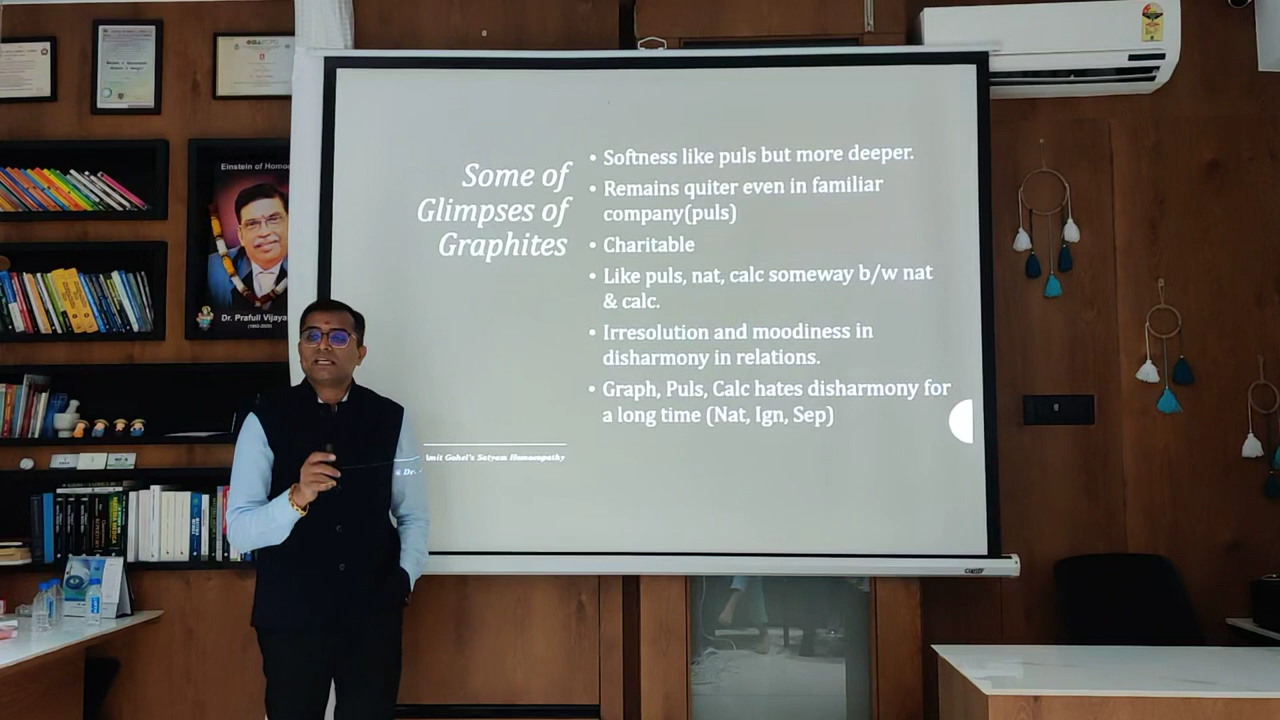 Einstein of Homoe
Dr. Prafull Vijaya
Some of
Glimpses of
Graphites
• Softness like puls but more deeper.
• Remains quiter even in familiar
company(puls)
• Charitable
• Like puls, nat, calc someway b/w nat
& calc.
• Irresolution and moodiness in
disharmony in relations.
• Graph, Puls, Calc hates disharmony for
a long time (Nat, Ign, Sep)
Amit Gohel's Satyam Homoeopathy